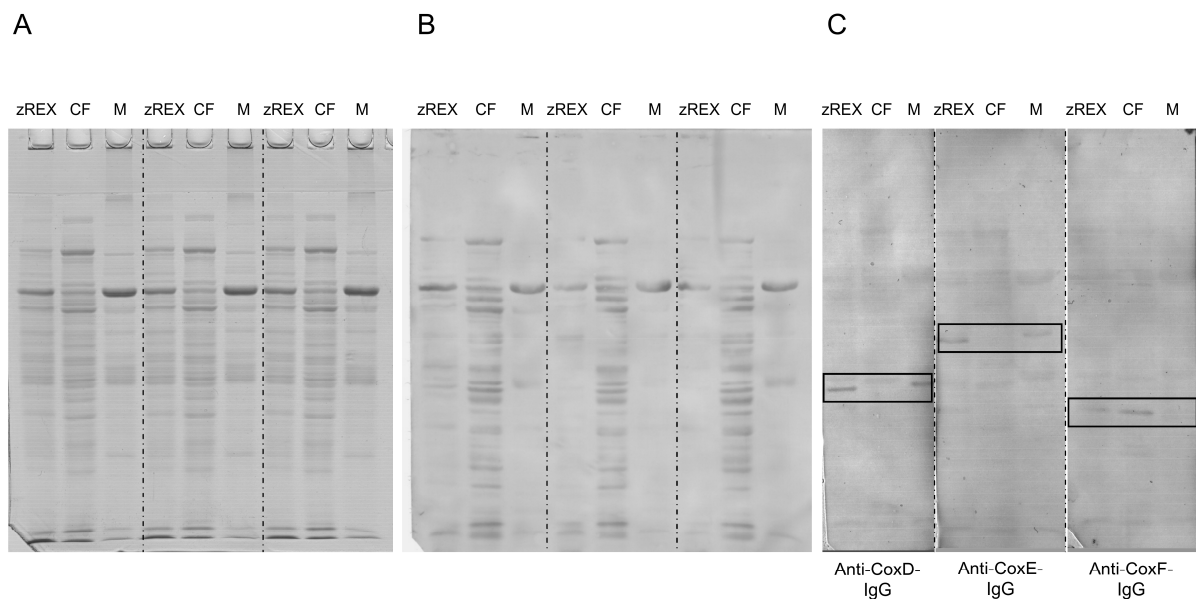 A
B
C
zREX CF M zREX CF M zREX CF M
zREX CF M zREX CF M zREX CF M
zREX CF M zREX CF M zREX CF M
Anti-CoxD-
IgG
Anti-CoxE-
IgG
Anti-CoxF-
IgG